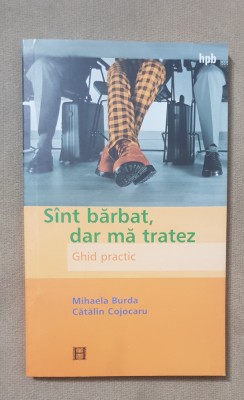 hpb
Sînt bărbat,
dar mă tratez
Ghid practic
Mihaela Burda
Cătălin Cojocaru
H